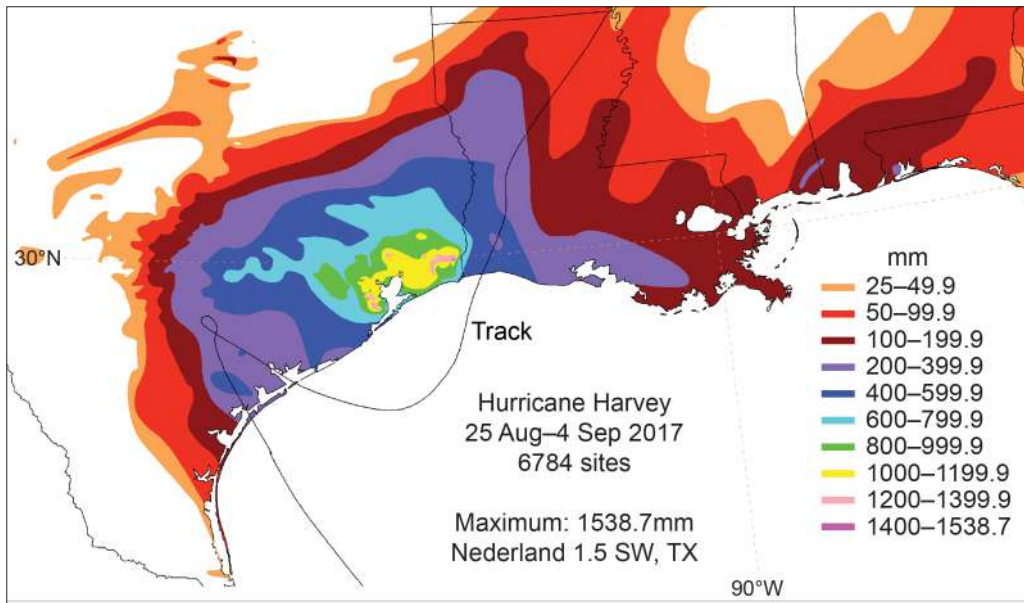 30°N
Track
Hurricane Harvey
25 Aug–4 Sep 2017
6784 sites
Maximum: 1538.7mm
Nederland 1.5 SW, TX
90°W
mm
25–49.9
50–99.9
100–199.9
200–399.9
400–599.9
600–799.9
800–999.9
1000–1199.9
1200–1399.9
1400–1538.7